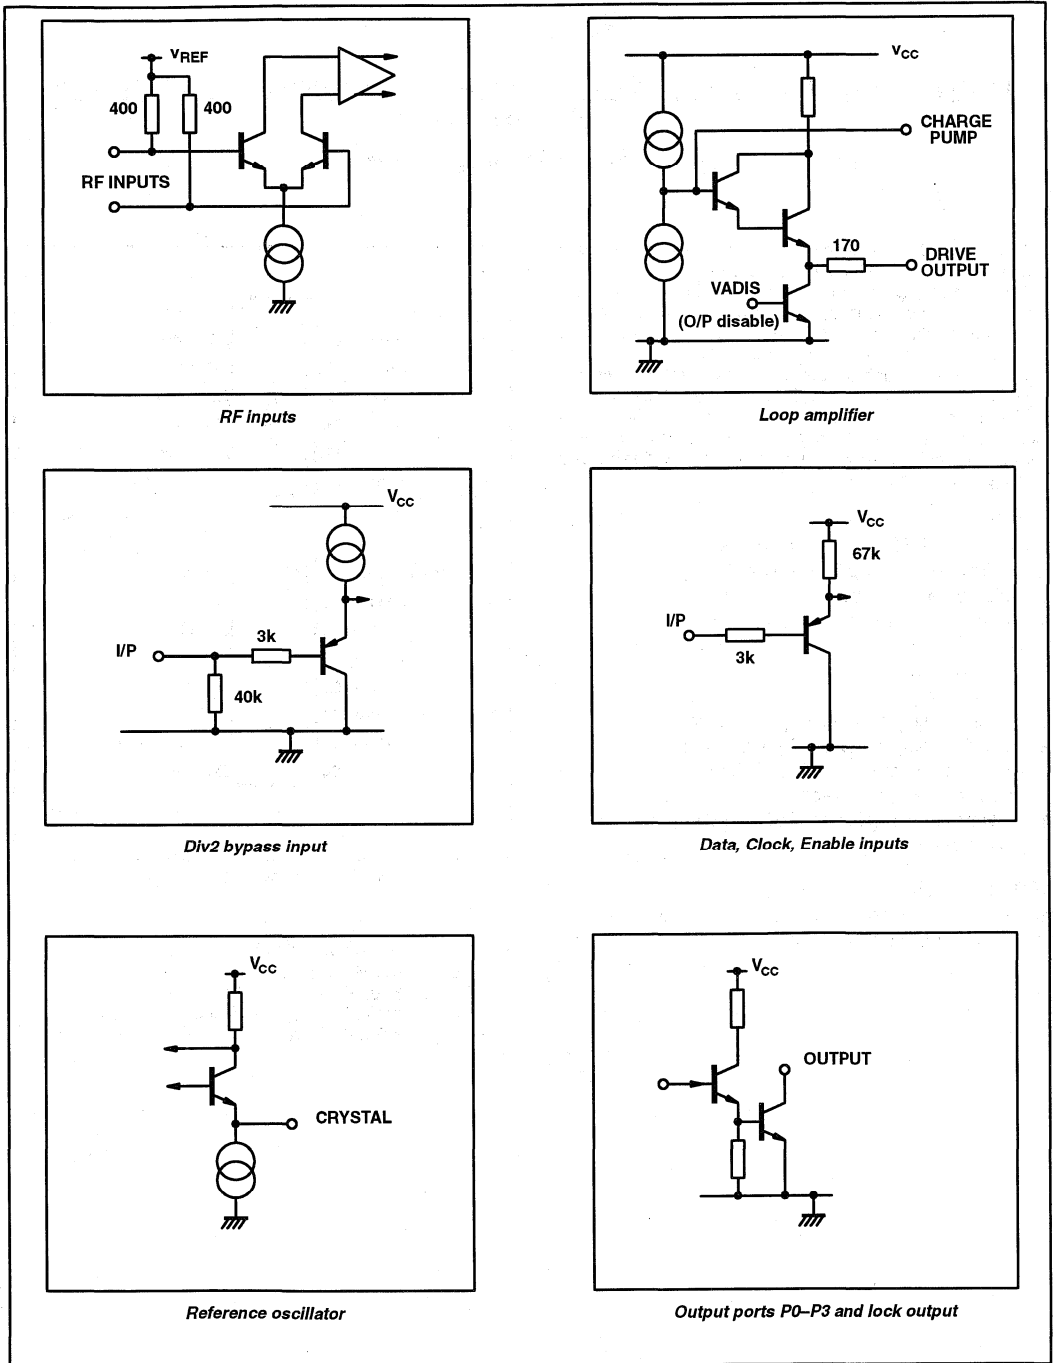 VREF
400
400
RF INPUTS
RF inputs
VCC
CHARGE
PUMP
170
DRIVE
OUTPUT
VADIS
(O/P disable)
Loop amplifier
VCC
I/P
3k
40k
Div2 bypass input
VCC
67k
I/P
3k
Data, Clock, Enable inputs
VCC
CRYSTAL
Reference oscillator
VCC
OUTPUT
Output ports P0–P3 and lock output